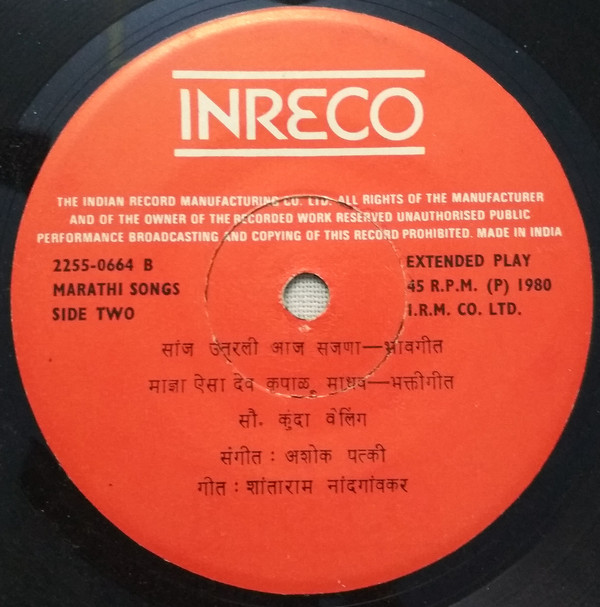 INRECO
THE INDIAN RECORD MANUFACTURING CO. LTD. ALL RIGHTS OF THE MANUFACTURER
AND OF THE OWNER OF THE RECORDED WORK RESERVED UNAUTHORISED PUBLIC
PERFORMANCE BROADCASTING AND COPYING OF THIS RECORD PROHIBITED. MADE IN INDIA
2255-0664 B EXTENDED PLAY
MARATHI SONGS 45 R.P.M. (P) 1980
SIDE TWO I.R.M. CO. LTD.
सांज उतरली आज सजणा—भावगीत
माझा ऐसा देव कृपाळू माधव—भक्तीगीत
सौ. कुंदा वेलिंग
संगीत : अशोक पत्की
गीत : शांताराम नांदगांवकर